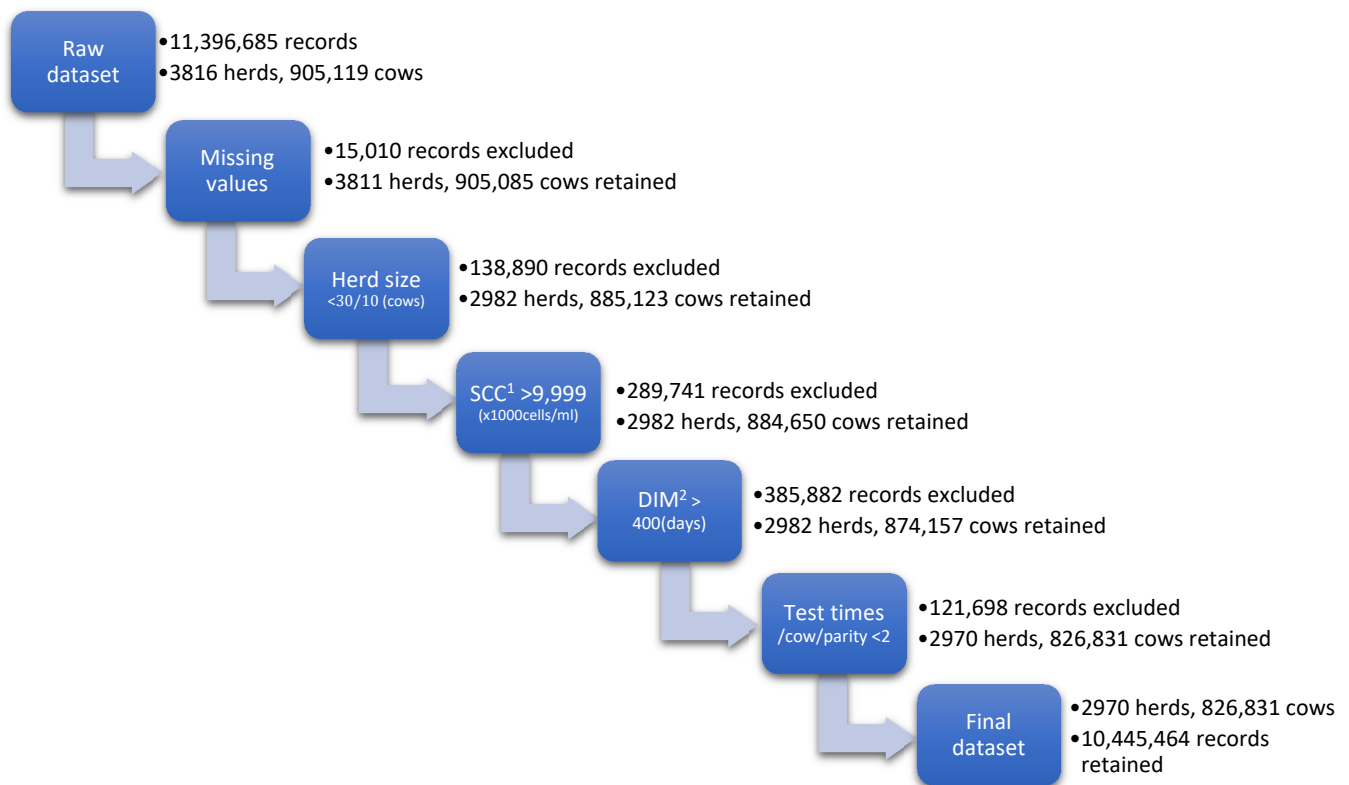 Raw
dataset
•11,396,685 records
•3816 herds, 905,119 cows
Missing
values
•15,010 records excluded
•3811 herds, 905,085 cows retained
Herd size
<30/10 (cows)
•138,890 records excluded
•2982 herds, 885,123 cows retained
SCC¹ >9,999
(x1000cells/ml)
•289,741 records excluded
•2982 herds, 884,650 cows retained
DIM² >
400(days)
•385,882 records excluded
•2982 herds, 874,157 cows retained
Test times
/cow/parity <2
•121,698 records excluded
•2970 herds, 826,831 cows retained
Final
dataset
•2970 herds, 826,831 cows
•10,445,464 records
retained